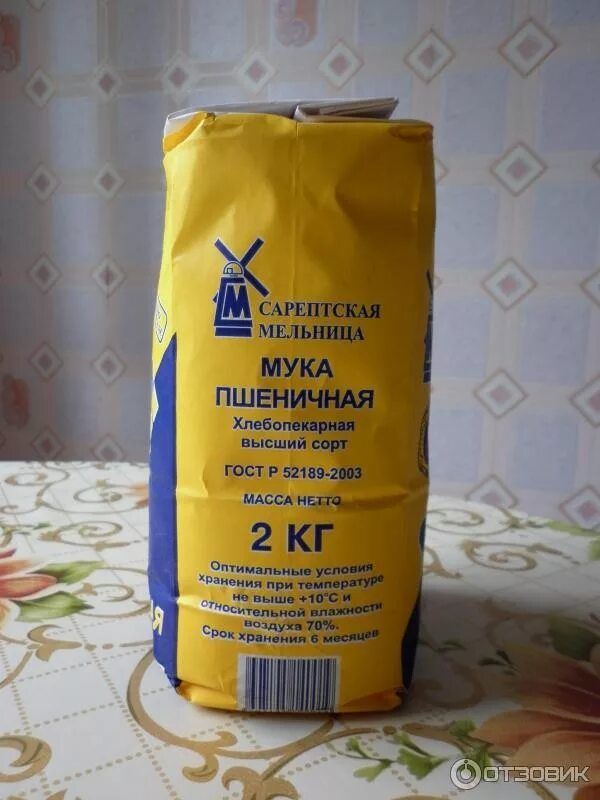 М
САРЕПТСКАЯ
МЕЛЬНИЦА
МУКА
ПШЕНИЧНАЯ
Хлебопекарная
высший сорт
ГОСТ Р 52189-2003
МАССА НЕТТО
2 КГ
Оптимальные условия
хранения при температуре
не выше +10°С и
относительной влажности
воздуха 70%.
Срок хранения 6 месяцев
ОТЗОВИК